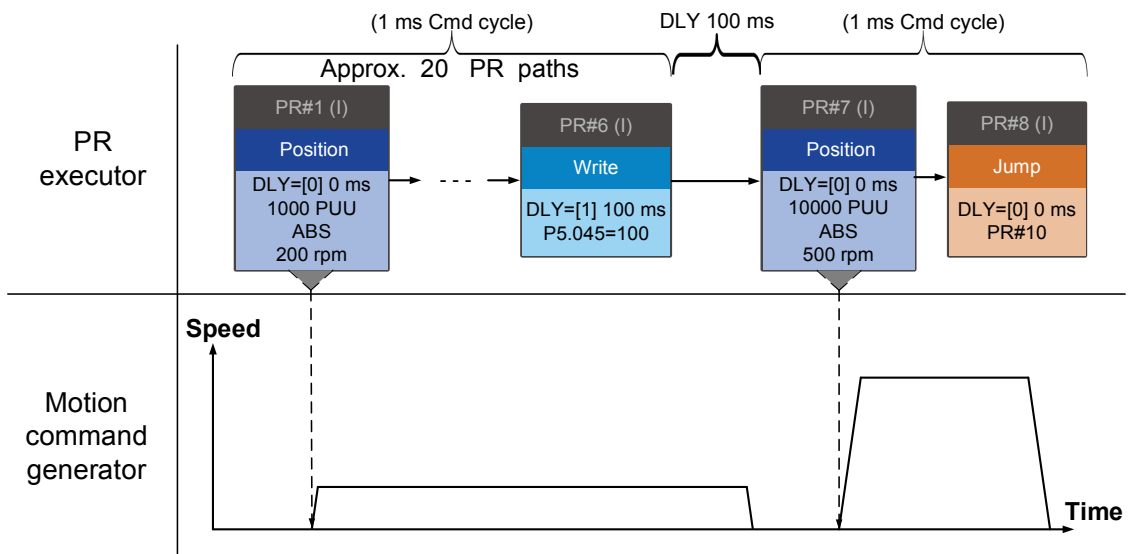 (1 ms Cmd cycle)
DLY 100 ms
(1 ms Cmd cycle)
Approx. 20 PR paths
PR
executor
PR#1 (I)
Position
DLY=[0] 0 ms
1000 PUU
ABS
200 rpm
- - -
PR#6 (I)
Write
DLY=[1] 100 ms
P5.045=100
PR#7 (I)
Position
DLY=[0] 0 ms
10000 PUU
ABS
500 rpm
PR#8 (I)
Jump
DLY=[0] 0 ms
PR#10
Motion
command
generator
Speed
Time